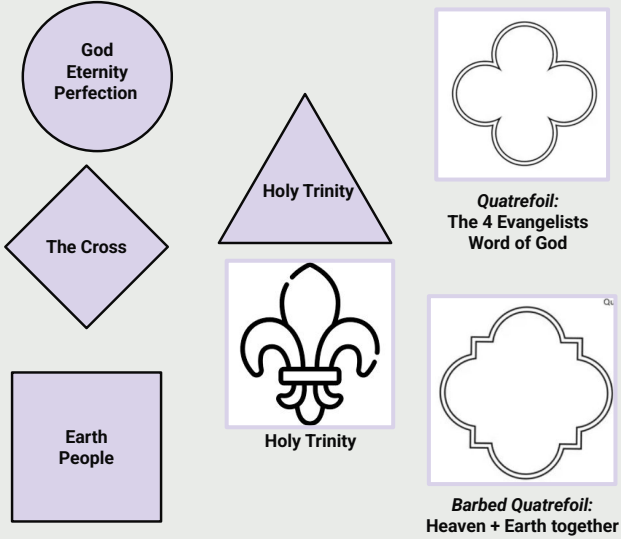 God
Eternity
Perfection
The Cross
Earth
People
Holy Trinity
Holy Trinity
Quatrefoil:
The 4 Evangelists
Word of God
Qu
Barbed Quatrefoil:
Heaven + Earth together